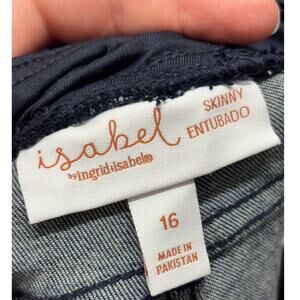 isabel
by ingrid+isabel®
SKINNY
ENTUBADO
16
MADE IN
PAKISTAN